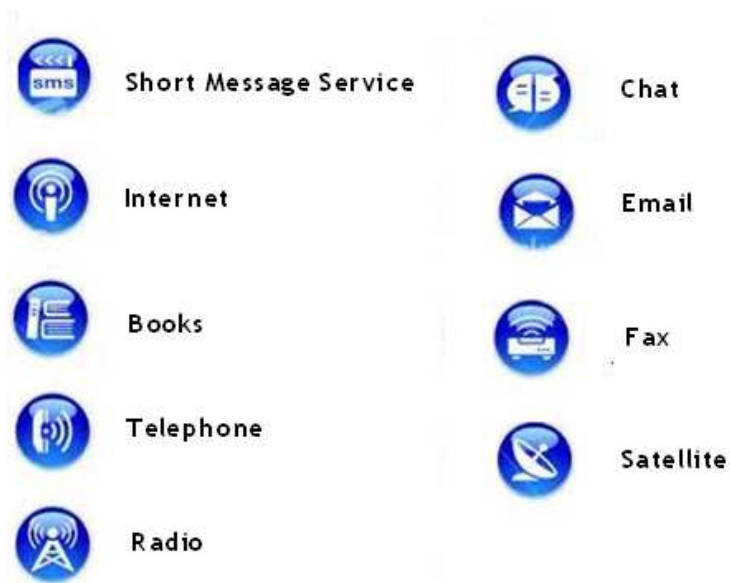 sms
Short Message Service
Internet
Books
Telephone
Radio
Chat
Email
Fax
Satellite